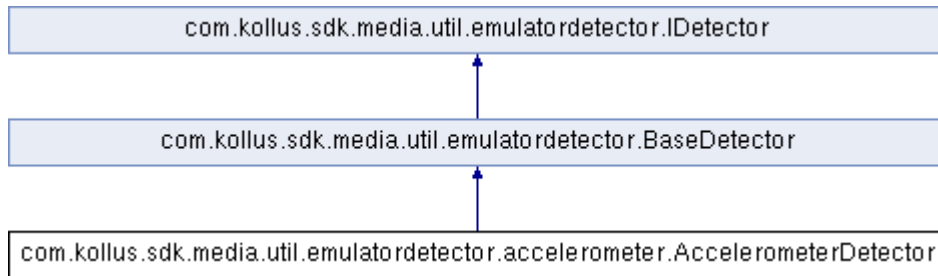 com.kollus.sdk.media.util.emulatordetector.IDetector
com.kollus.sdk.media.util.emulatordetector.BaseDetector
com.kollus.sdk.media.util.emulatordetector.accelerometer.AccelerometerDetector